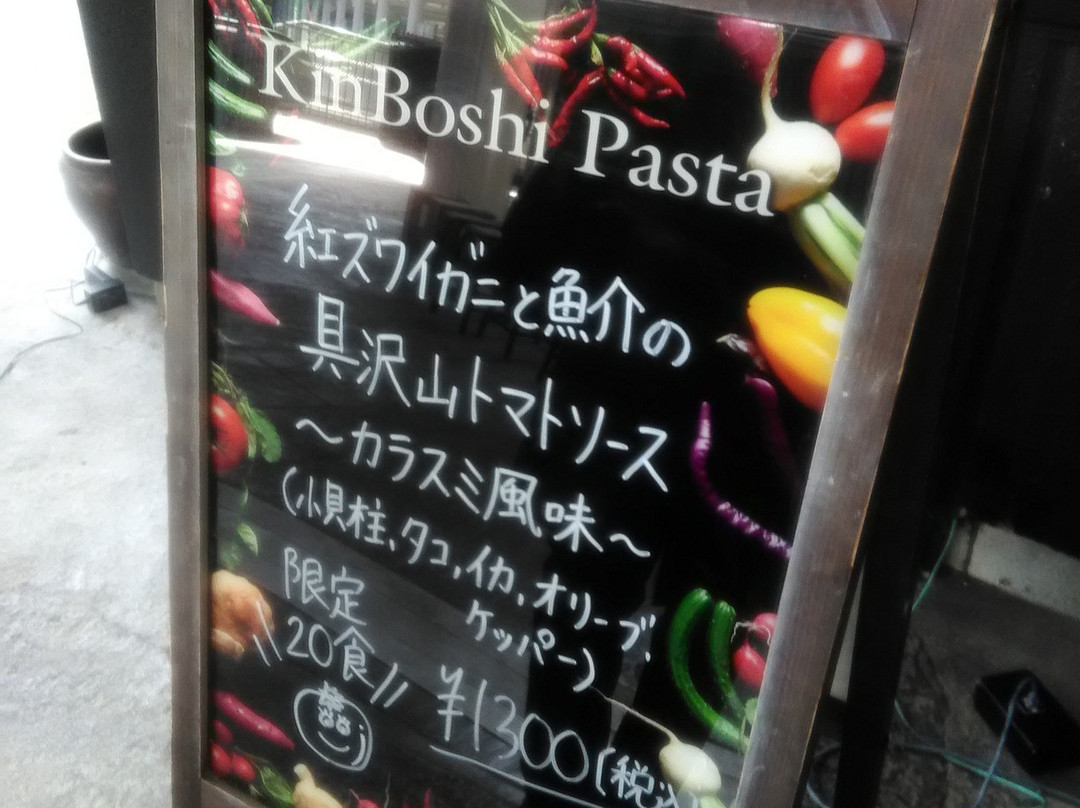 KinBoshi Pasta
紅ズワイガニと魚介の
具沢山トマトソース
～カラスミ風味～
(小貝柱、タコ,イカ,オリーブ、
ケッパー)
限定
\\20食//
¥1300(税込)